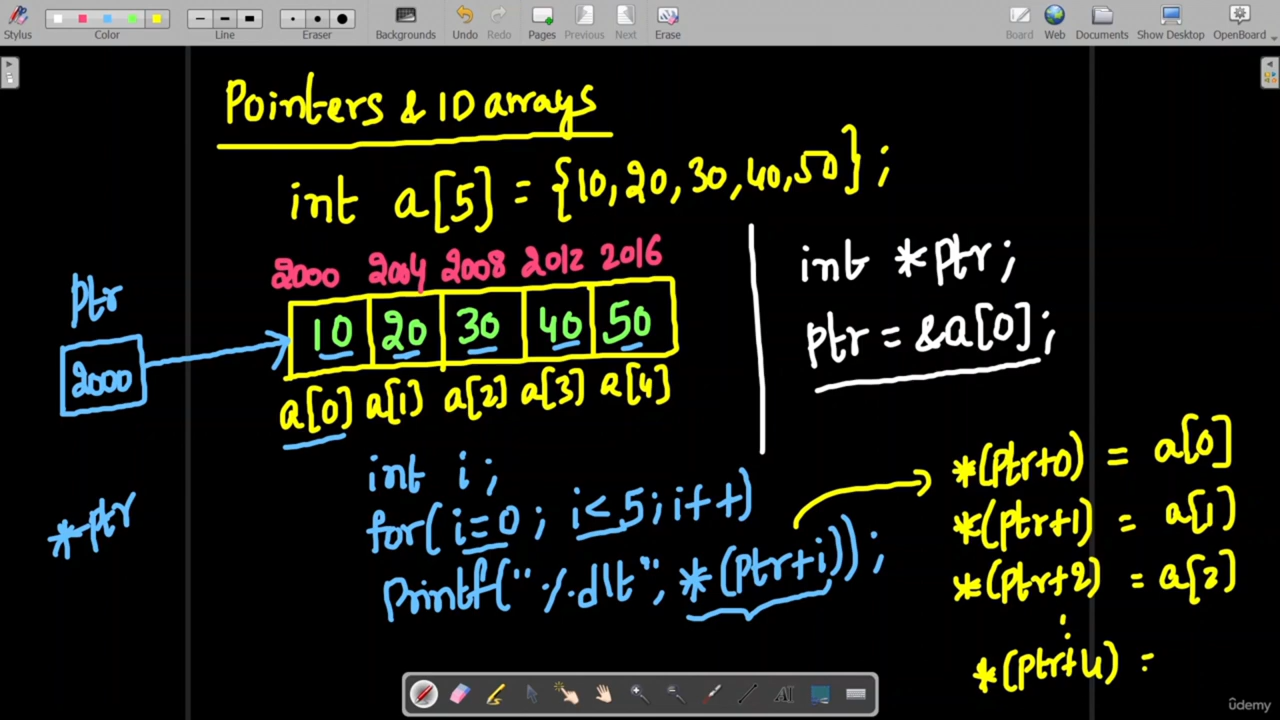 Stylus
Color
Line
Eraser
Backgrounds
Undo
Redo
Pages
Previous
Next
Erase
Board
Web
Documents
Show Desktop
OpenBoard
Pointers & 1D arrays
int a[5] = {10,20,30,40,50};
2000 2004 2008 2012 2016
10 20 30 40 50
a[0] a[1] a[2] a[3] a[4]
ptr
2000
*ptr
int *ptr;
ptr = &a[0];
int i;
for(i=0; i<5; i++)
printf("%d\t", *(ptr+i));
*(ptr+0) = a[0]
*(ptr+1) = a[1]
*(ptr+2) = a[2]
*(ptr+4) =
AI
ûdemy